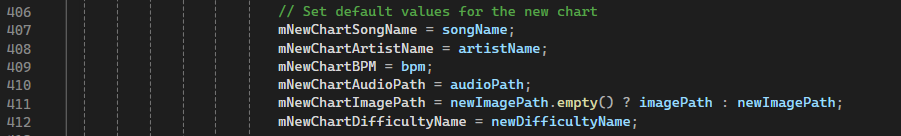 406 // Set default values for the new chart
407 mNewChartSongName = songName;
408 mNewChartArtistName = artistName;
409 mNewChartBPM = bpm;
410 mNewChartAudioPath = audioPath;
411 mNewChartImagePath = newImagePath.empty() ? imagePath : newImagePath;
412 mNewChartDifficultyName = newDifficultyName;